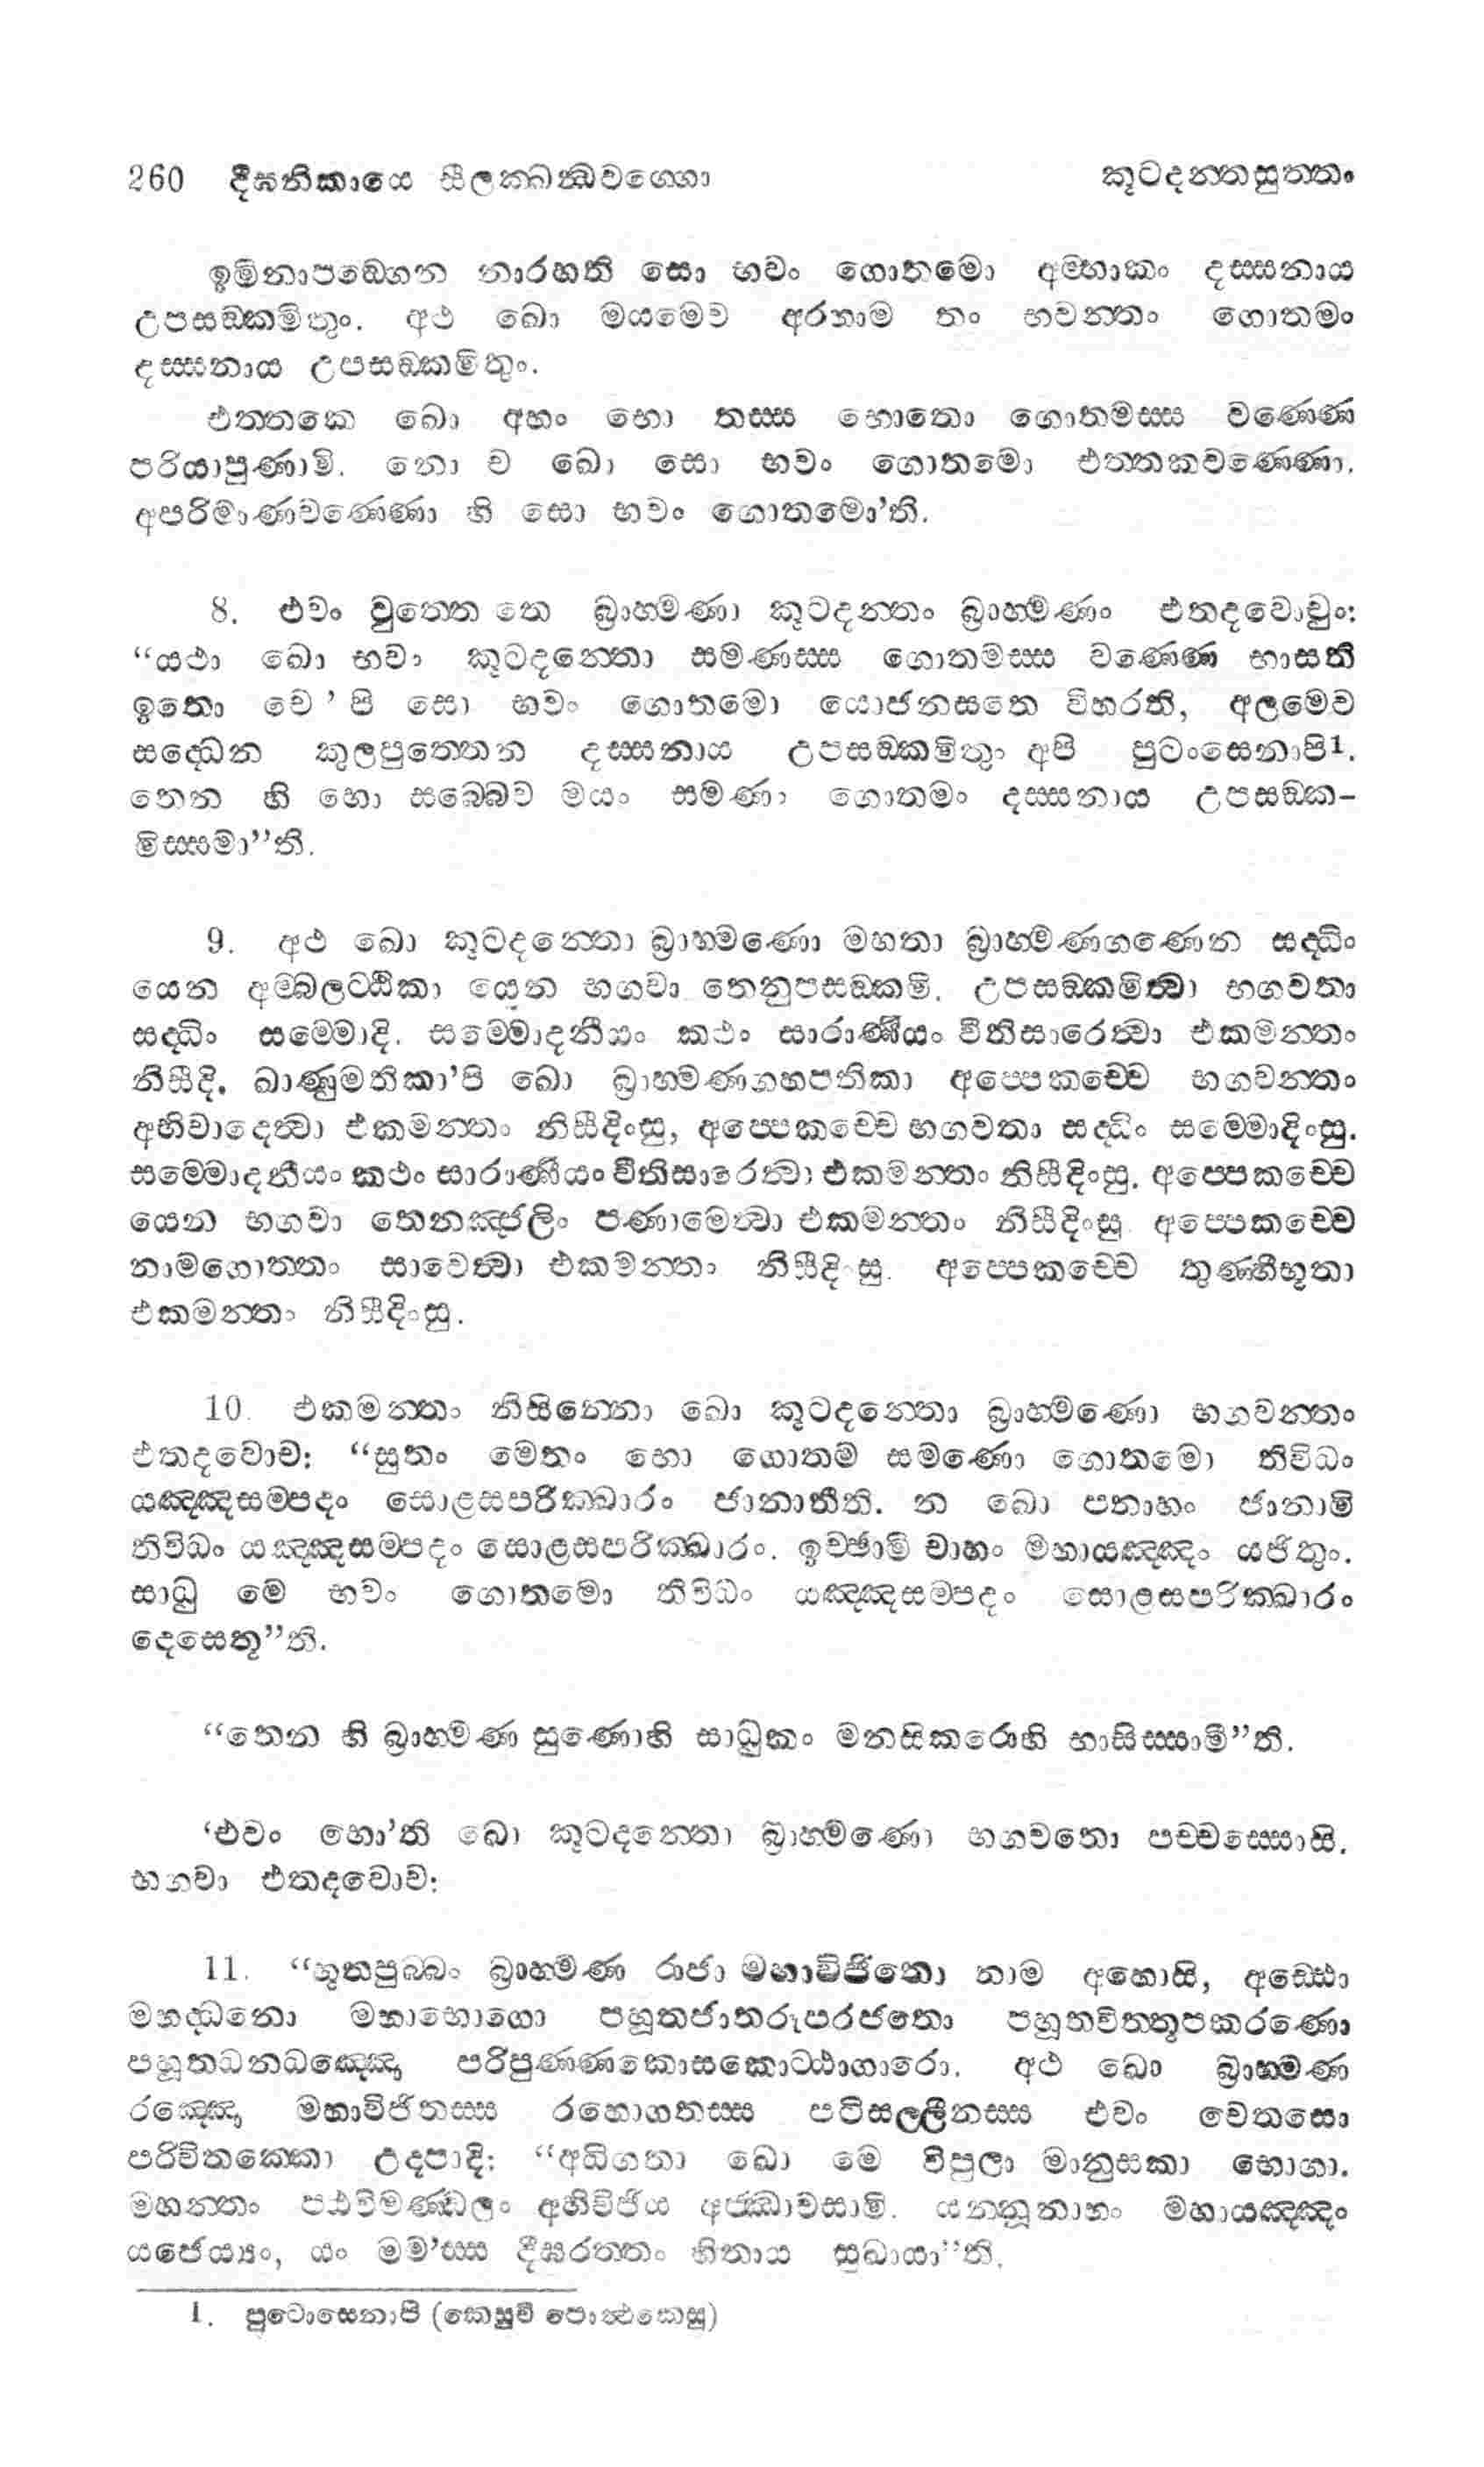 260 දීඝනිකායෙ සීලක්ඛන්ධවග්ගො කූටදන්තසුත්තං
ඉමිනාපඞ්ගෙන නාරහති සො භවං ගොතමො අම්හාකං දස්සනාය
උපසඞ්කමිතුං. අථ ඛො මයමෙව අරහාම තං භවන්තං ගොතමං
දස්සනාය උපසඞ්කමිතුං.
එත්තකෙ ඛො අහං භො තස්ස භොතො ගොතමස්ස වණ්ණෙ
පරියාපුණාමි. නො ච ඛො සො භවං ගොතමො එත්තකවණ්ණො.
අපරිමාණවණ්ණො හි සො භවං ගොතමො’ති.
8. එවං වුත්තෙ තෙ බ්‍රාහ්මණා කූටදන්තං බ්‍රාහ්මණං එතදවොචුං:
“යථා ඛො භවං කූටදන්තො සමණස්ස ගොතමස්ස වණ්ණෙ භාසති
ඉතො චෙ’පි සො භවං ගොතමො යොජනසතෙ විහරති, අලමෙව
සද්ධෙන කුලපුත්තෙන දස්සනාය උපසඞ්කමිතුං අපි පුටංසෙනාපි1.
තෙන හි භො සබ්බෙව මයං සමණං ගොතමං දස්සනාය උපසඞ්ක-
මිස්සමා”ති.
9. අථ ඛො කූටදන්තො බ්‍රාහ්මණො මහතා බ්‍රාහ්මණගණෙන සද්ධිං
යෙන අම්බලට්ඨිකා යෙන භගවා තෙනුපසඞ්කමි. උපසඞ්කමිත්‍වා භගවතා
සද්ධිං සම්මොදි. සම්මොදනීයං කථං සාරාණීයං වීතිසාරෙත්‍වා එකමන්තං
නිසීදි. ඛාණුමතිකා’පි ඛො බ්‍රාහ්මණගහපතිකා අප්පෙකච්චෙ භගවන්තං
අභිවාදෙත්‍වා එකමන්තං නිසීදිංසු, අප්පෙකච්චෙ භගවතා සද්ධිං සම්මොදිංසු.
සම්මොදනීයං කථං සාරාණීයං වීතිසාරෙත්‍වා එකමන්තං නිසීදිංසු. අප්පෙකච්චෙ
යෙන භගවා තෙනඤ්ජලිං පණාමෙත්‍වා එකමන්තං නිසීදිංසු. අප්පෙකච්චෙ
නාමගොත්තං සාවෙත්‍වා එකමන්තං නිසීදිංසු. අප්පෙකච්චෙ තුණ්හීභූතා
එකමන්තං නිසීදිංසු.
10. එකමන්තං නිසින්නො ඛො කූටදන්තො බ්‍රාහ්මණො භගවන්තං
එතදවොච: “සුතං මෙතං භො ගොතම සමණො ගොතමො තිවිධං
යඤ්ඤසම්පදං සොළසපරික්ඛාරං ජානාතීති. න ඛො පනාහං ජානාමි
තිවිධං යඤ්ඤසම්පදං සොළසපරික්ඛාරං. ඉච්ඡාමි චාහං මහායඤ්ඤං යජිතුං.
සාධු මෙ භවං ගොතමො තිවිධං යඤ්ඤසම්පදං සොළසපරික්ඛාරං
දෙසෙතූ”ති.
“තෙන හි බ්‍රාහ්මණ සුණොහි සාධුකං මනසිකරොහි භාසිස්සාමී”ති.
‘එවං භො’ති ඛො කූටදන්තො බ්‍රාහ්මණො භගවතො පච්චස්සොසි.
භගවා එතදවොච:
11. “භූතපුබ්බං බ්‍රාහ්මණ රාජා මහාවිජිතො නාම අහොසි, අඩ්ඪො
මහද්ධනො මහාභොගො පහූතජාතරූපරජතො පහූතවිත්තූපකරණො
පහූතධනධඤ්ඤො පරිපුණ්ණකොසකොට්ඨාගාරො. අථ ඛො බ්‍රාහ්මණ
රඤ්ඤො මහාවිජිතස්ස රහොගතස්ස පටිසල්ලීනස්ස එවං චෙතසො
පරිවිතක්කො උදපාදි: “අධිගතා ඛො මෙ විපුලා මානුසකා භොගා.
මහන්තං පඨවිමණ්ඩලං අභිවිජිය අජ්ඣාවසාමි. යන්නූනාහං මහායඤ්ඤං
යජෙය්‍යං, යං මම’ස්ස දීඝරත්තං හිතාය සුඛායා”ති.
1. පුටොසෙනාපි (කෙසුචි පොත්‍ථකෙසු)